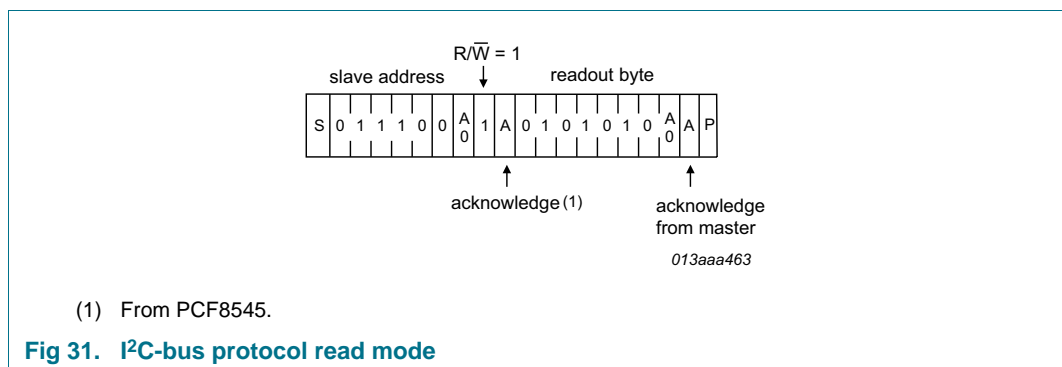 R/W̅ = 1
slave address readout byte
S 0 1 1 1 0 0 A0 1 A 0 1 0 1 0 1 0 A0 A P
acknowledge (1)
acknowledge
from master
013aaa463
(1) From PCF8545.
Fig 31. I²C-bus protocol read mode